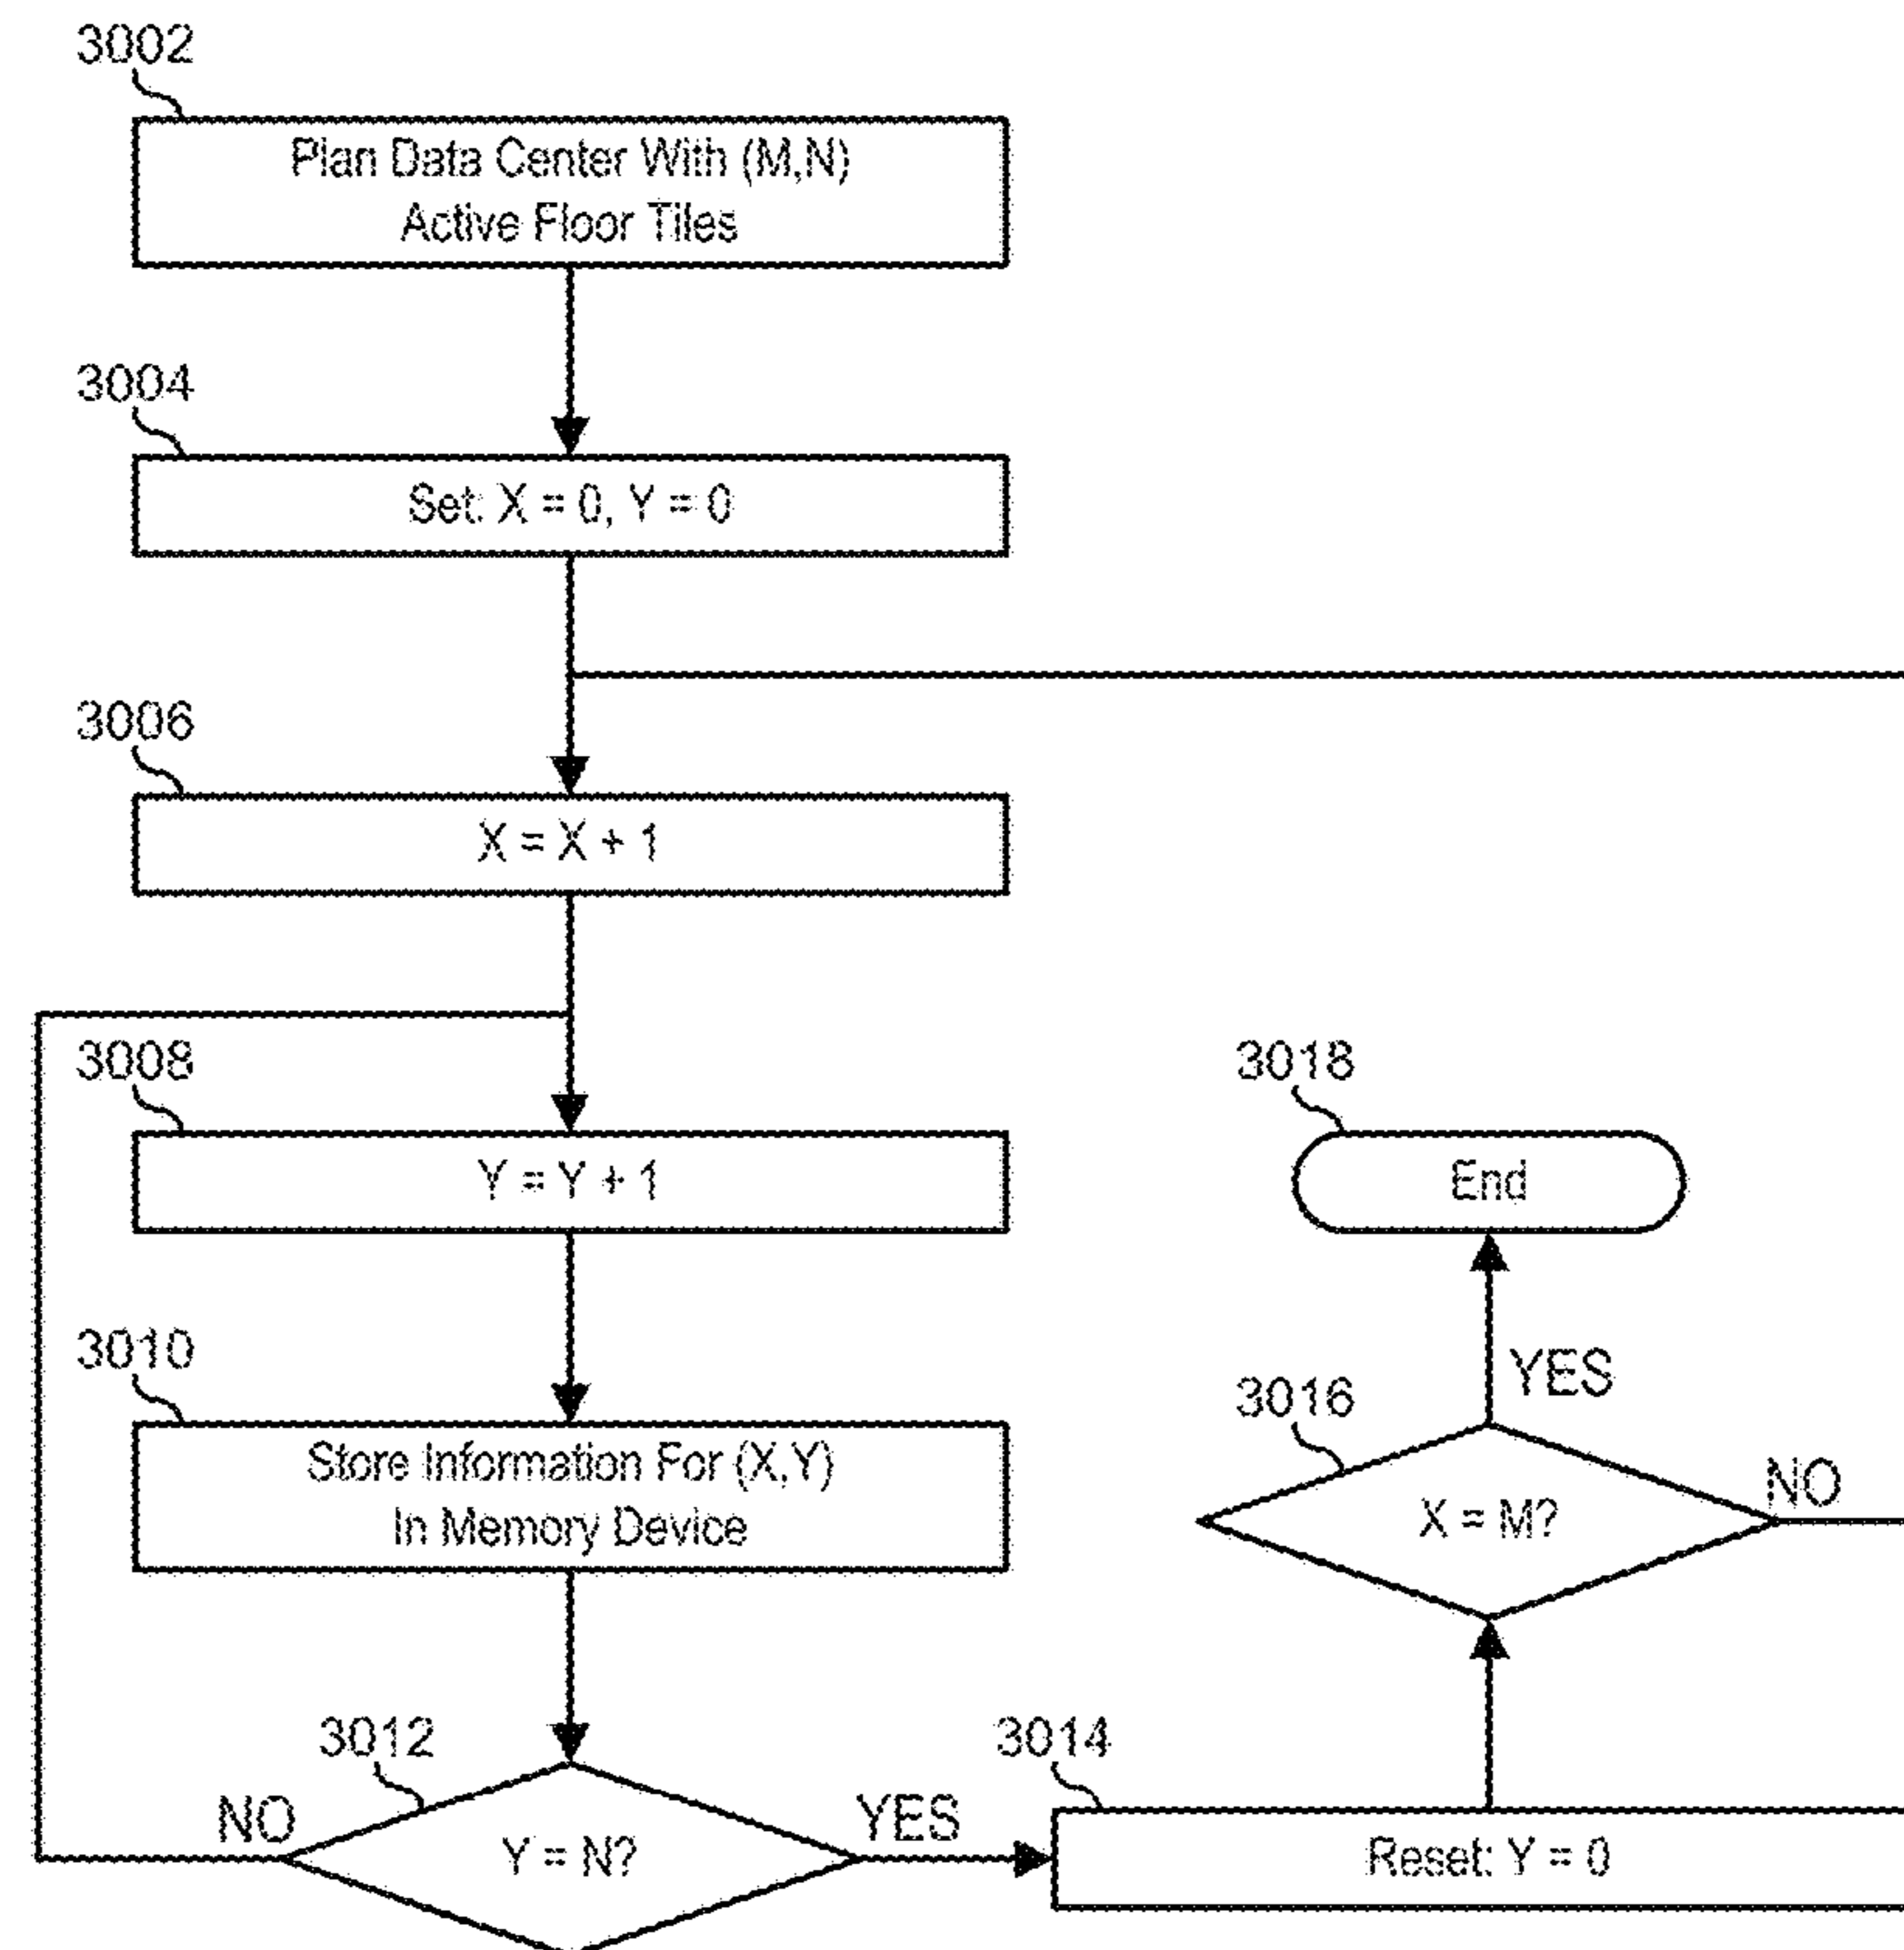 3002
Plan Data Center With (M,N)
Active Floor Tiles
3004
Set: X = 0, Y = 0
3006
X = X + 1
3008
Y = Y + 1
3010
Store Information For (X,Y)
In Memory Device
3012
Y = N?
NO
YES
3014
Reset: Y = 0
3016
X = M?
NO
YES
3018
End